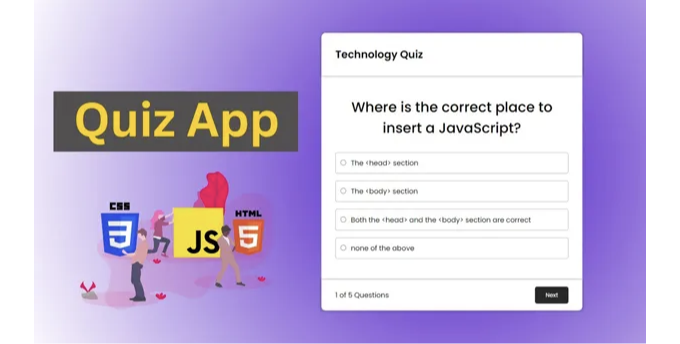 Quiz App
CSS
3
JS
HTML
5
Technology Quiz
Where is the correct place to
insert a JavaScript?
The <head> section
The <body> section
Both the <head> and the <body> section are correct
none of the above
1 of 5 Questions
Next